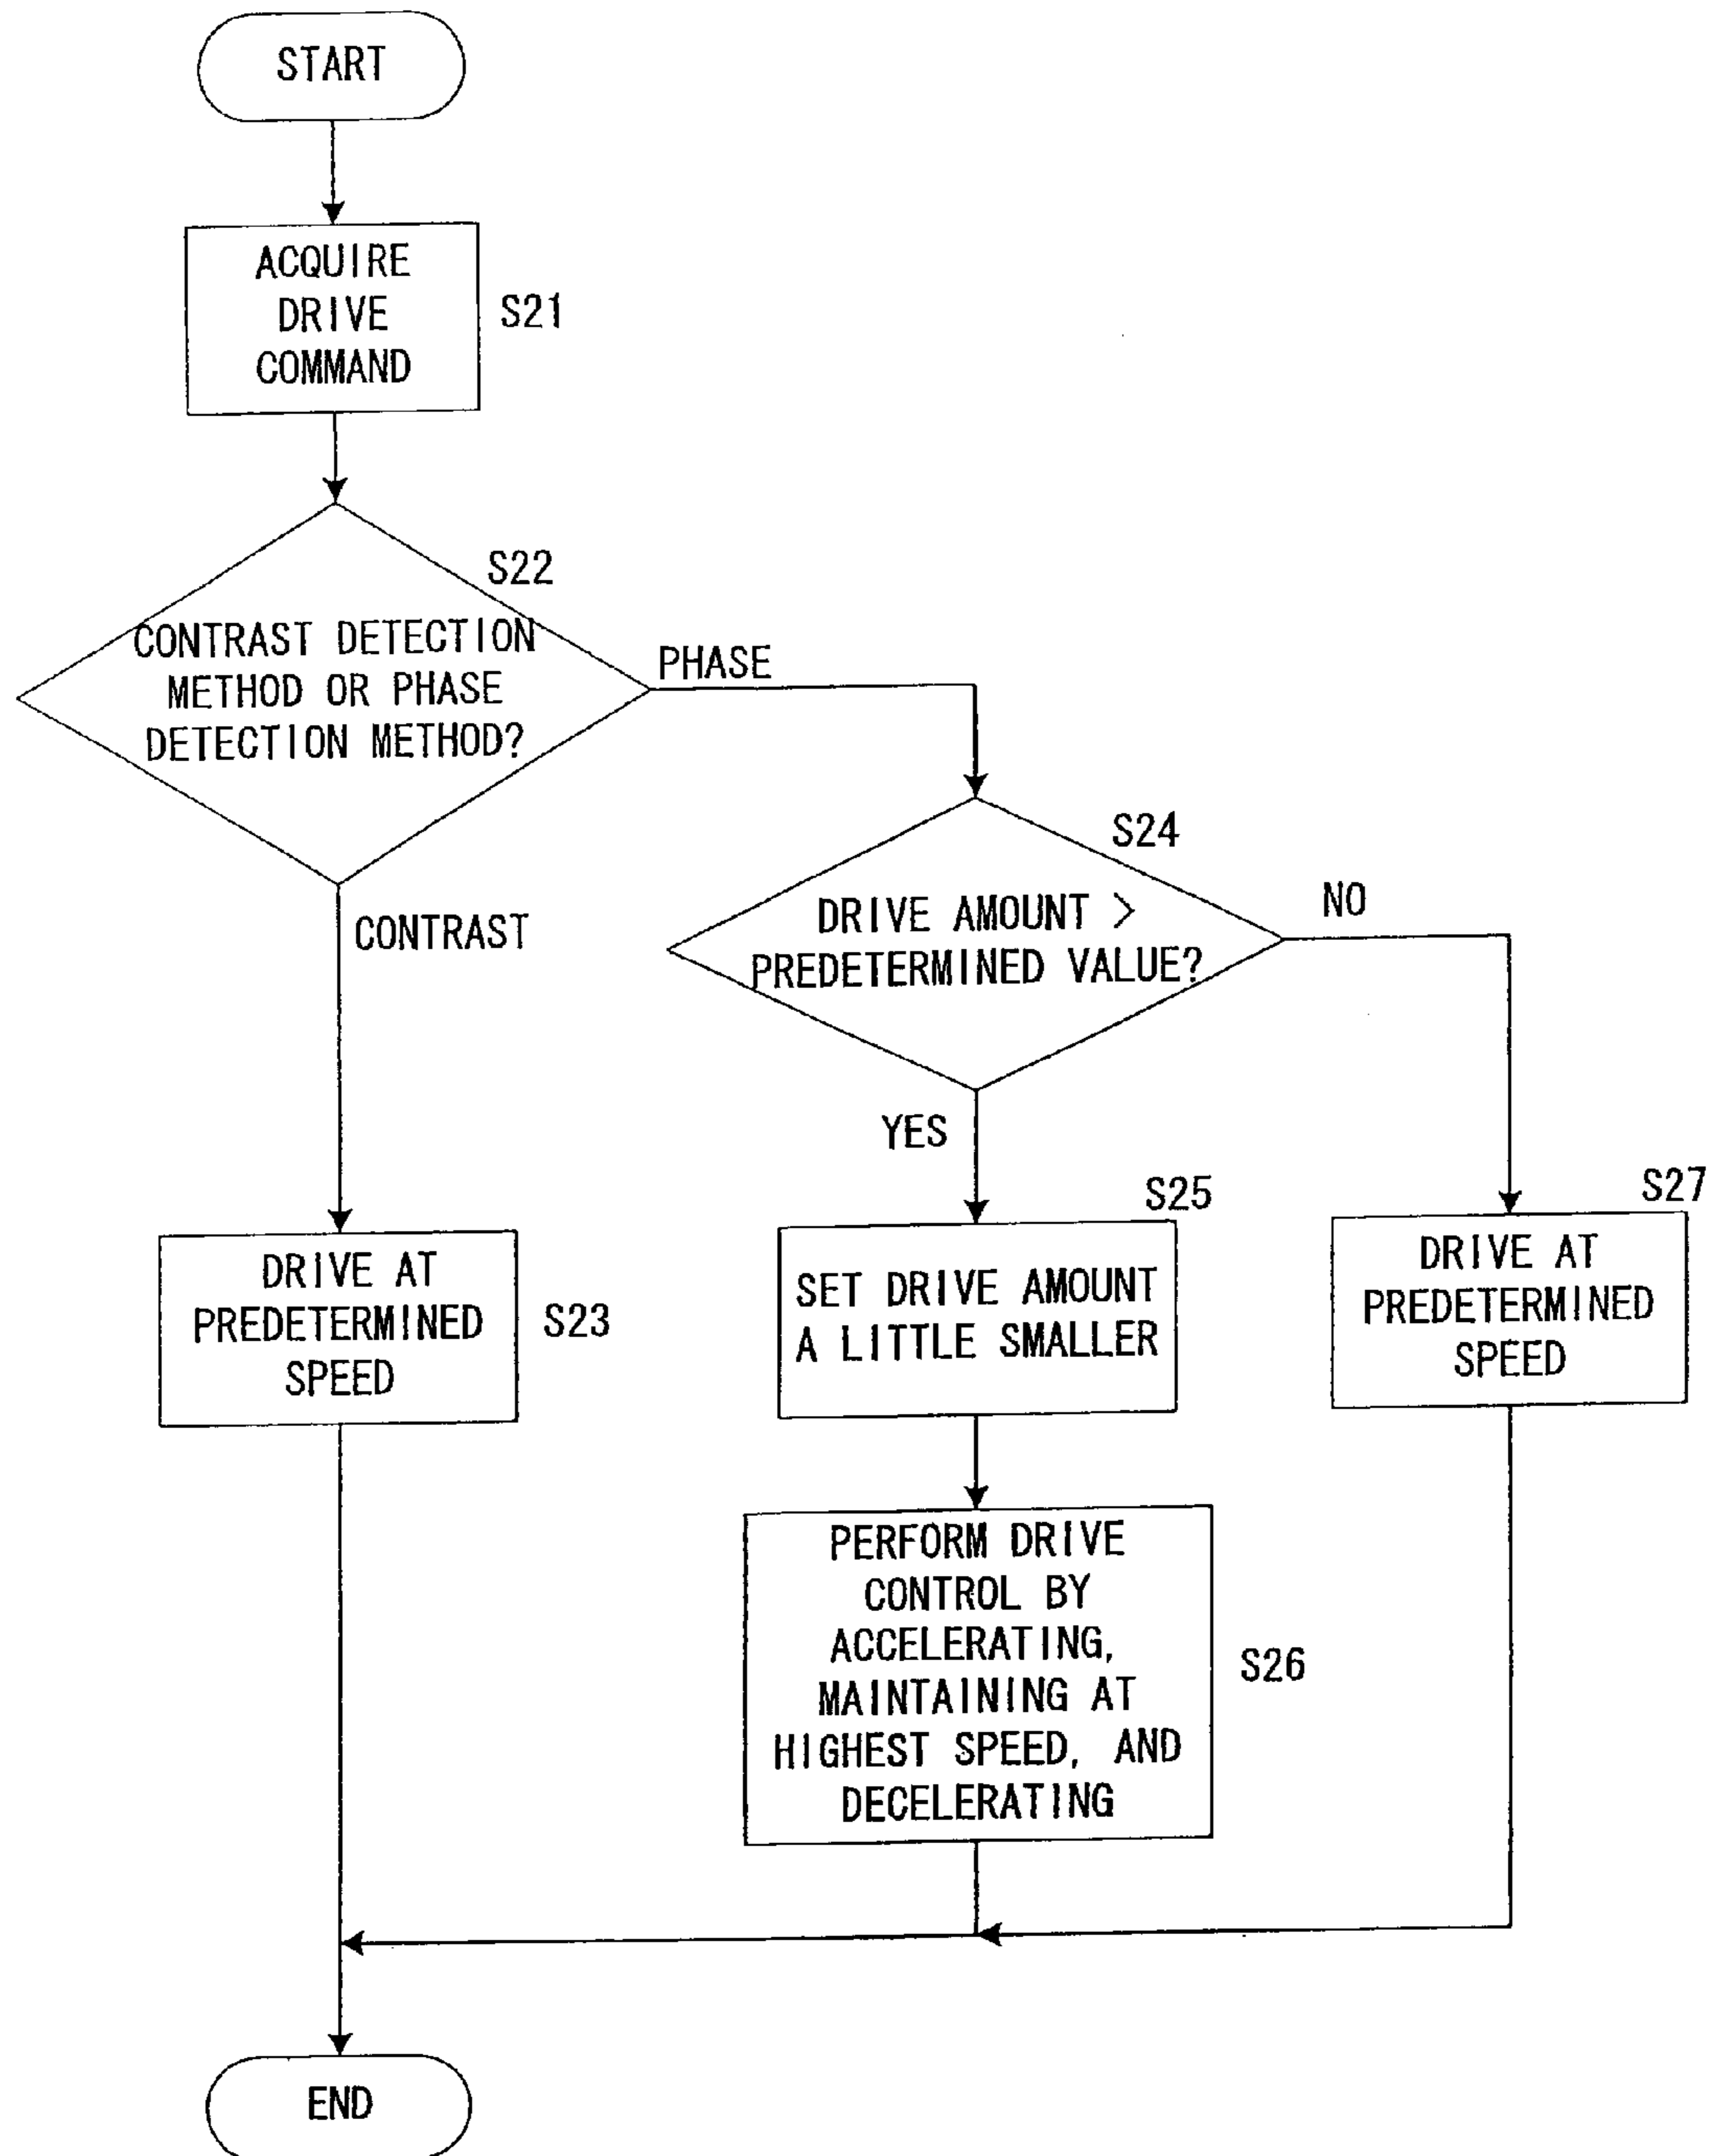 START
ACQUIRE
DRIVE
COMMAND
S21
S22
CONTRAST DETECTION
METHOD OR PHASE
DETECTION METHOD?
PHASE
CONTRAST
S24
DRIVE AMOUNT >
PREDETERMINED VALUE?
NO
YES
S23
DRIVE AT
PREDETERMINED
SPEED
S25
SET DRIVE AMOUNT
A LITTLE SMALLER
S27
DRIVE AT
PREDETERMINED
SPEED
PERFORM DRIVE
CONTROL BY
ACCELERATING,
MAINTAINING AT
HIGHEST SPEED, AND
DECELERATING
S26
END